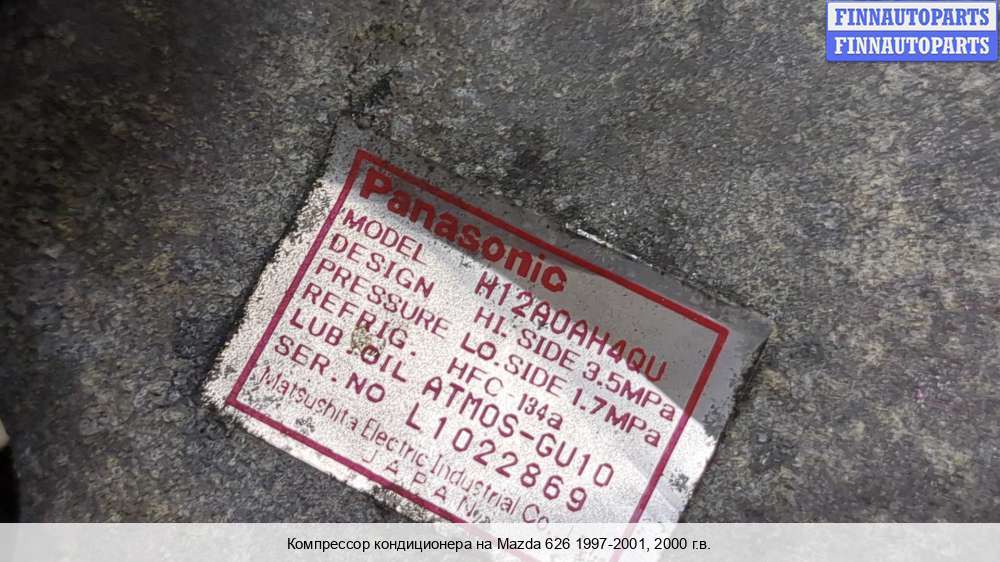 FINNAUTOPARTS
FINNAUTOPARTS
Panasonic
MODEL H12A0AH4QU
DESIGN HI. SIDE 3.5MPa
PRESSURE LO. SIDE 1.7MPa
REFRIG. HFC-134a
LUB.OIL ATMOS-GU10
SER.NO L1022869
Matsushita Electric Industrial Co.
JAPAN
Компрессор кондиционера на Mazda 626 1997-2001, 2000 г.в.